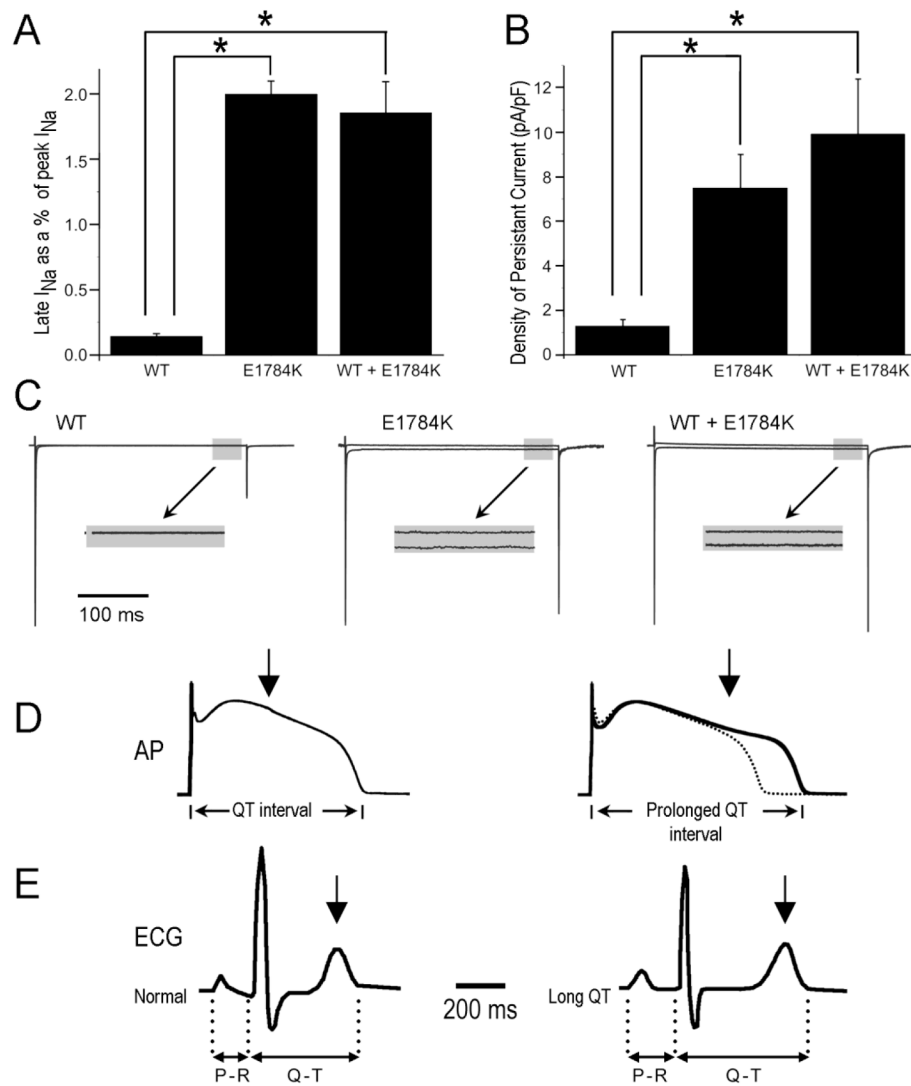 A
Late I_Na as a % of peak I_Na
2.0
1.5
1.0
0.5
0.0
*
*
WT
E1784K
WT + E1784K
B
Density of Persistant Current (pA/pF)
12
10
8
6
4
2
0
*
*
WT
E1784K
WT + E1784K
C
WT
E1784K
WT + E1784K
100 ms
D
AP
QT interval
Prolonged QT
interval
E
ECG
Normal
200 ms
Long QT
P-R
Q-T
P-R
Q-T